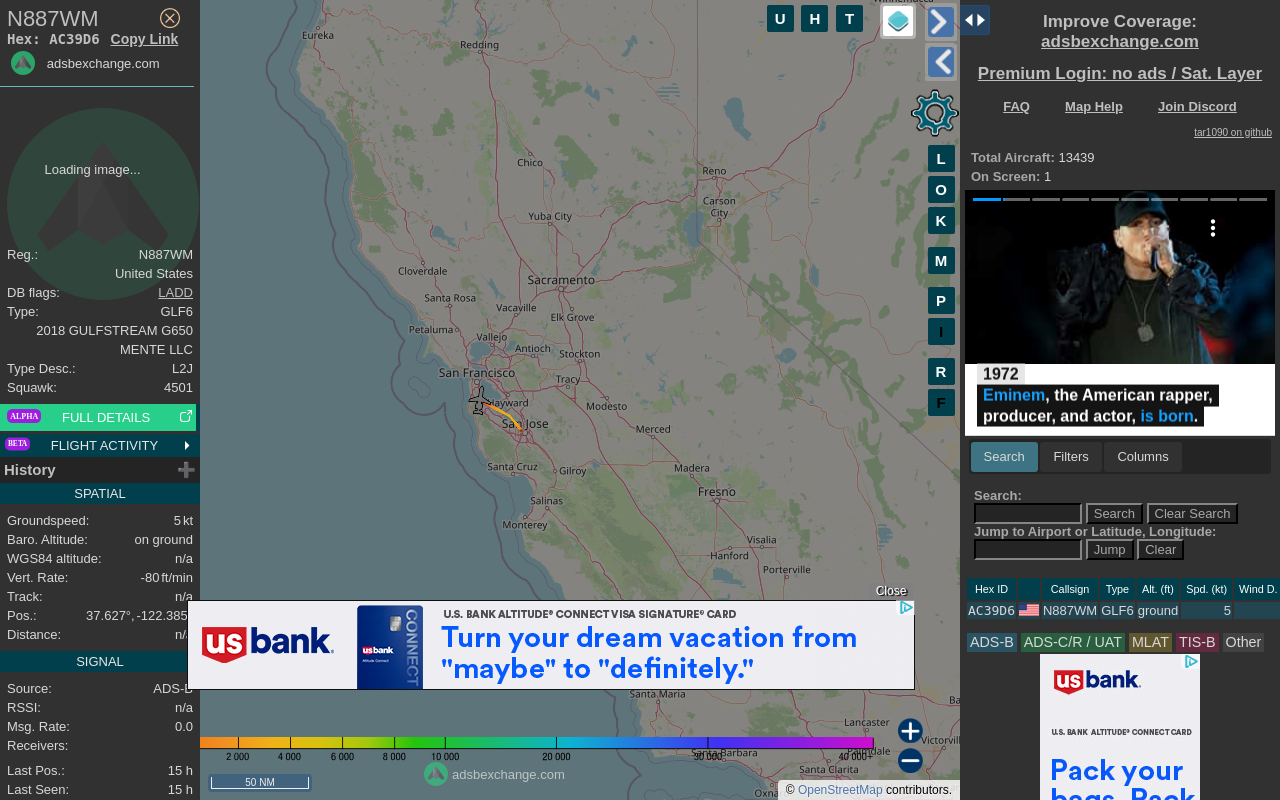 N887WM
Hex: AC39D6 Copy Link
adsbexchange.com
Loading image...
Reg.: N887WM
United States
DB flags: LADD
Type: GLF6
2018 GULFSTREAM G650
MENTE LLC
Type Desc.: L2J
Squawk: 4501
ALPHA FULL DETAILS
BETA FLIGHT ACTIVITY
History
SPATIAL
Groundspeed: 5 kt
Baro. Altitude: on ground
WGS84 altitude: n/a
Vert. Rate: -80 ft/min
Track: n/a
Pos.: 37.627°, -122.385°
Distance: n/a
SIGNAL
Source: ADS-B
RSSI: n/a
Msg. Rate: 0.0
Receivers:
Last Pos.: 15 h
Last Seen: 15 h
U H T
L
O
K
M
P
I
R
F
Eureka
Redding
Chico
Reno
Carson
City
Yuba City
Cloverdale
Sacramento
Santa Rosa
Vacaville
Elk Grove
Petaluma
Vallejo
Antioch
Stockton
San Francisco
Tracy
Hayward
Modesto
San Jose
Merced
Santa Cruz
Gilroy
Madera
Fresno
Salinas
Monterey
Visalia
Hanford
Porterville
Close
U.S. BANK ALTITUDE® CONNECT VISA SIGNATURE® CARD
us bank.
CONNECT
Turn your dream vacation from
"maybe" to "definitely."
Santa Maria
Lancaster
Santa Barbara
Palmdale
Santa Clarita
2 000 4 000 6 000 8 000 10 000 20 000 30 000 40 000+
adsbexchange.com
50 NM
© OpenStreetMap contributors.
Improve Coverage:
adsbexchange.com
Premium Login: no ads / Sat. Layer
FAQ Map Help Join Discord
tar1090 on github
Total Aircraft: 13439
On Screen: 1
1972
Eminem, the American rapper,
producer, and actor, is born.
Search Filters Columns
Search:
Search Clear Search
Jump to Airport or Latitude, Longitude:
Jump Clear
Hex ID Callsign Type Alt. (ft) Spd. (kt) Wind D.
AC39D6 N887WM GLF6 ground 5
ADS-B ADS-C/R / UAT MLAT TIS-B Other
us bank.
U.S. BANK ALTITUDE® CONNECT CARD
Pack your
bags. Pack